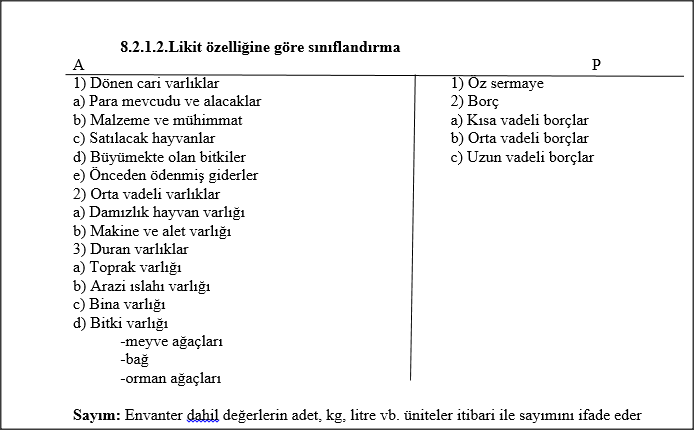 8.2.1.2.Likit özelliğine göre sınıflandırma
A P
1) Dönen cari varlıklar
a) Para mevcudu ve alacaklar
b) Malzeme ve mühimmat
c) Satılacak hayvanlar
d) Büyümekte olan bitkiler
e) Önceden ödenmiş giderler
2) Orta vadeli varlıklar
a) Damızlık hayvan varlığı
b) Makine ve alet varlığı
3) Duran varlıklar
a) Toprak varlığı
b) Arazi ıslahı varlığı
c) Bina varlığı
d) Bitki varlığı
-meyve ağaçları
-bağ
-orman ağaçları
1) Öz sermaye
2) Borç
a) Kısa vadeli borçlar
b) Orta vadeli borçlar
c) Uzun vadeli borçlar
Sayım: Envanter dahil değerlerin adet, kg, litre vb. üniteler itibari ile sayımını ifade eder